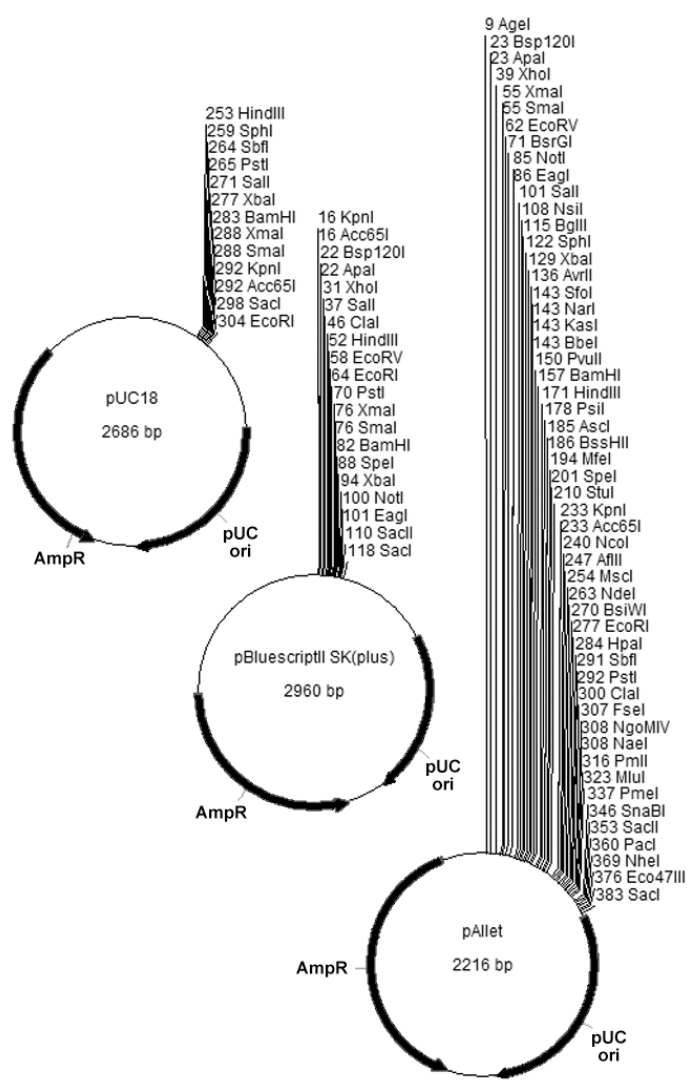 253 HindIII
259 SphI
264 SbfI
265 PstI
271 SalI
277 XbaI
283 BamHI
288 XmaI
288 SmaI
292 KpnI
292 Acc65I
298 SacI
304 EcoRI
pUC18
2686 bp
AmpR
pUC
ori
16 KpnI
16 Acc65I
22 Bsp120I
22 ApaI
31 XhoI
37 SalI
46 ClaI
52 HindIII
58 EcoRV
64 EcoRI
70 PstI
76 XmaI
76 SmaI
82 BamHI
88 SpeI
94 XbaI
100 NotI
101 EagI
110 SacII
118 SacI
pBluescriptII SK(plus)
2960 bp
AmpR
pUC
ori
9 AgeI
23 Bsp120I
23 ApaI
39 XhoI
55 XmaI
55 SmaI
62 EcoRV
71 BsrGI
85 NotI
86 EagI
101 SalI
108 NsiI
115 BglII
122 SphI
129 XbaI
136 AvrII
143 SfoI
143 NarI
143 KasI
143 BbeI
150 PvuII
157 BamHI
171 HindIII
178 PsiI
185 AscI
186 BssHII
194 MfeI
201 SpeI
210 StuI
233 KpnI
233 Acc65I
240 NcoI
247 AflII
254 MscI
263 NdeI
270 BsiWI
277 EcoRI
284 HpaI
291 SbfI
292 PstI
300 ClaI
307 FseI
308 NgoMIV
308 NaeI
316 PmlI
323 MluI
337 PmeI
346 SnaBI
353 SacII
360 PacI
369 NheI
376 Eco47III
383 SacI
pAllet
2216 bp
AmpR
pUC
ori